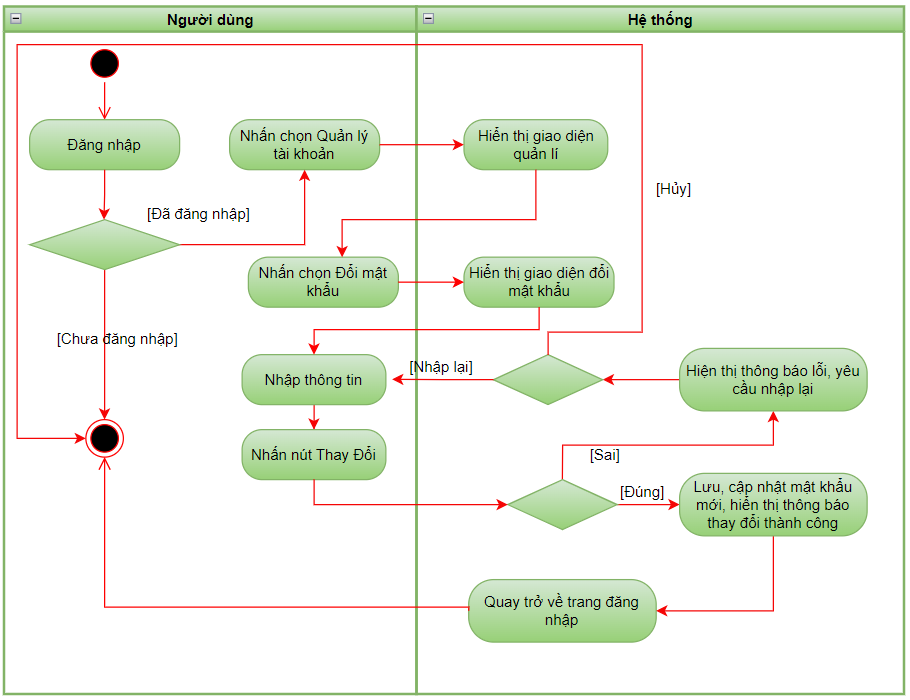 Người dùng
Hệ thống
Đăng nhập
Nhấn chọn Quản lý
tài khoản
Hiển thị giao diện
quản lí
[Hủy]
[Đã đăng nhập]
Nhấn chọn Đổi mật
khẩu
Hiển thị giao diện đổi
mật khẩu
[Chưa đăng nhập]
[Nhập lại]
Nhập thông tin
Hiện thị thông báo lỗi, yêu
cầu nhập lại
Nhấn nút Thay Đổi
[Sai]
[Đúng]
Lưu, cập nhật mật khẩu
mới, hiển thị thông báo
thay đổi thành công
Quay trở về trang đăng
nhập